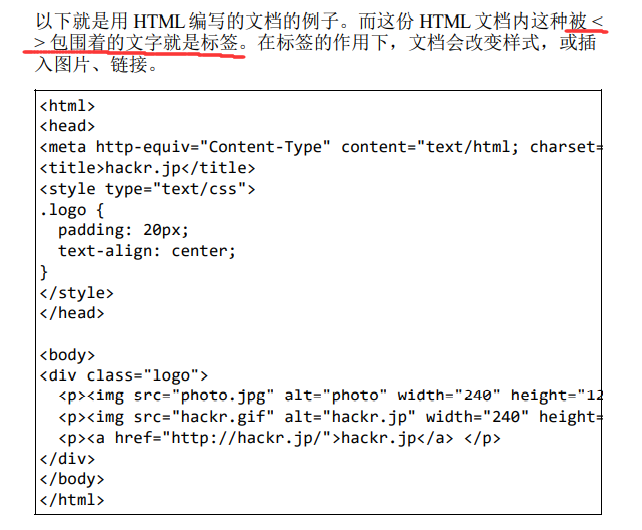 以下就是用 HTML 编写的文档的例子。而这份 HTML 文档内这种被 <
> 包围着的文字就是标签。在标签的作用下，文档会改变样式，或插
入图片、链接。
<html>
<head>
<meta http-equiv="Content-Type" content="text/html; charset=
<title>hackr.jp</title>
<style type="text/css">
.logo {
  padding: 20px;
  text-align: center;
}
</style>
</head>
<body>
<div class="logo">
  <p><img src="photo.jpg" alt="photo" width="240" height="12
  <p><img src="hackr.gif" alt="hackr.jp" width="240" height=
  <p><a href="http://hackr.jp/">hackr.jp</a> </p>
</div>
</body>
</html>